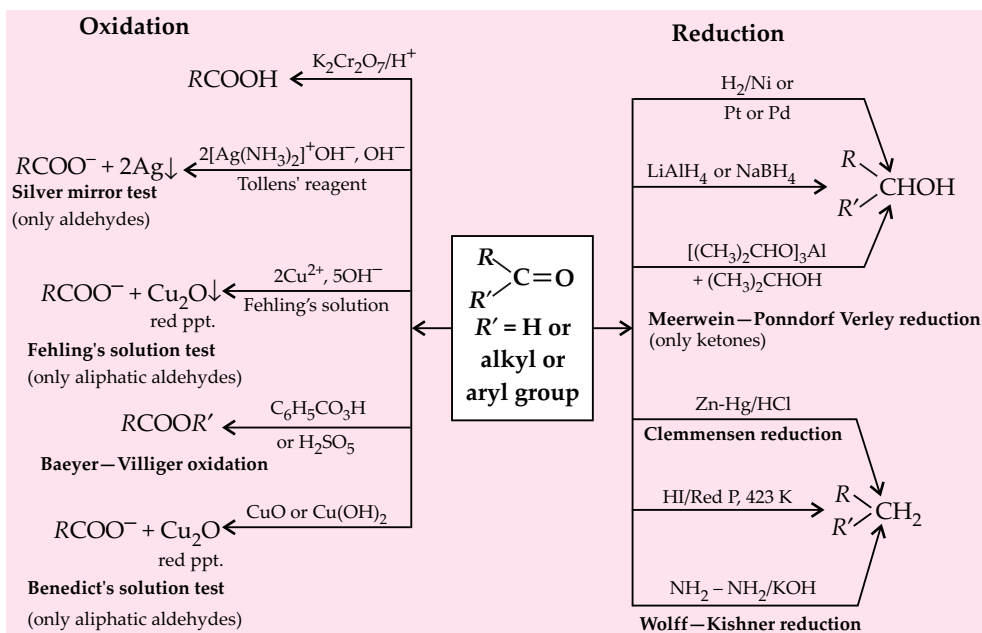 Oxidation
RCOOH
K₂Cr₂O₇/H⁺
RCOO⁻ + 2Ag↓
2[Ag(NH₃)₂]⁺OH⁻, OH⁻
Tollens' reagent
Silver mirror test
(only aldehydes)
RCOO⁻ + Cu₂O↓
red ppt.
2Cu²⁺, 5OH⁻
Fehling's solution
Fehling's solution test
(only aliphatic aldehydes)
RCOOR'
C₆H₅CO₃H
or H₂SO₅
Baeyer—Villiger oxidation
RCOO⁻ + Cu₂O
red ppt.
CuO or Cu(OH)₂
Benedict's solution test
(only aliphatic aldehydes)
R
C=O
R'
R' = H or
alkyl or
aryl group
Reduction
H₂/Ni or
Pt or Pd
LiAlH₄ or NaBH₄
R
CHOH
R'
[(CH₃)₂CHO]₃Al
+ (CH₃)₂CHOH
Meerwein—Ponndorf Verley reduction
(only ketones)
Zn-Hg/HCl
Clemmensen reduction
HI/Red P, 423 K
R
CH₂
R'
NH₂ – NH₂/KOH
Wolff—Kishner reduction